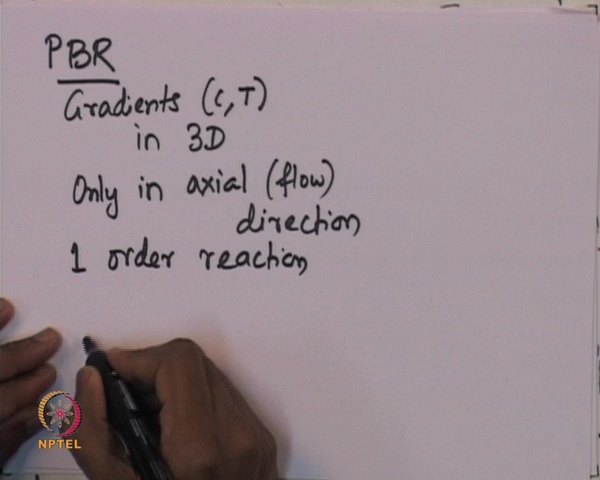 PBR
Gradients (C,T)
in 3D
Only in axial (flow)
direction
1 order reaction
NPTEL